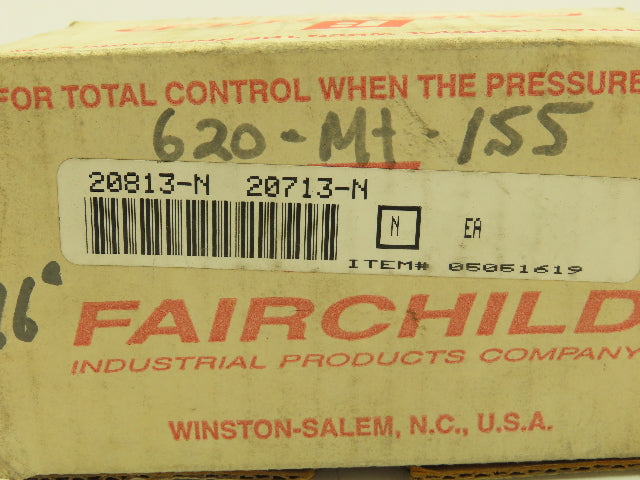 FOR TOTAL CONTROL WHEN THE PRESSURE
620-Mt-155
20813-N 20713-N
N EA
ITEM# 05051619
FAIRCHILD
INDUSTRIAL PRODUCTS COMPANY
WINSTON-SALEM, N.C., U.S.A.